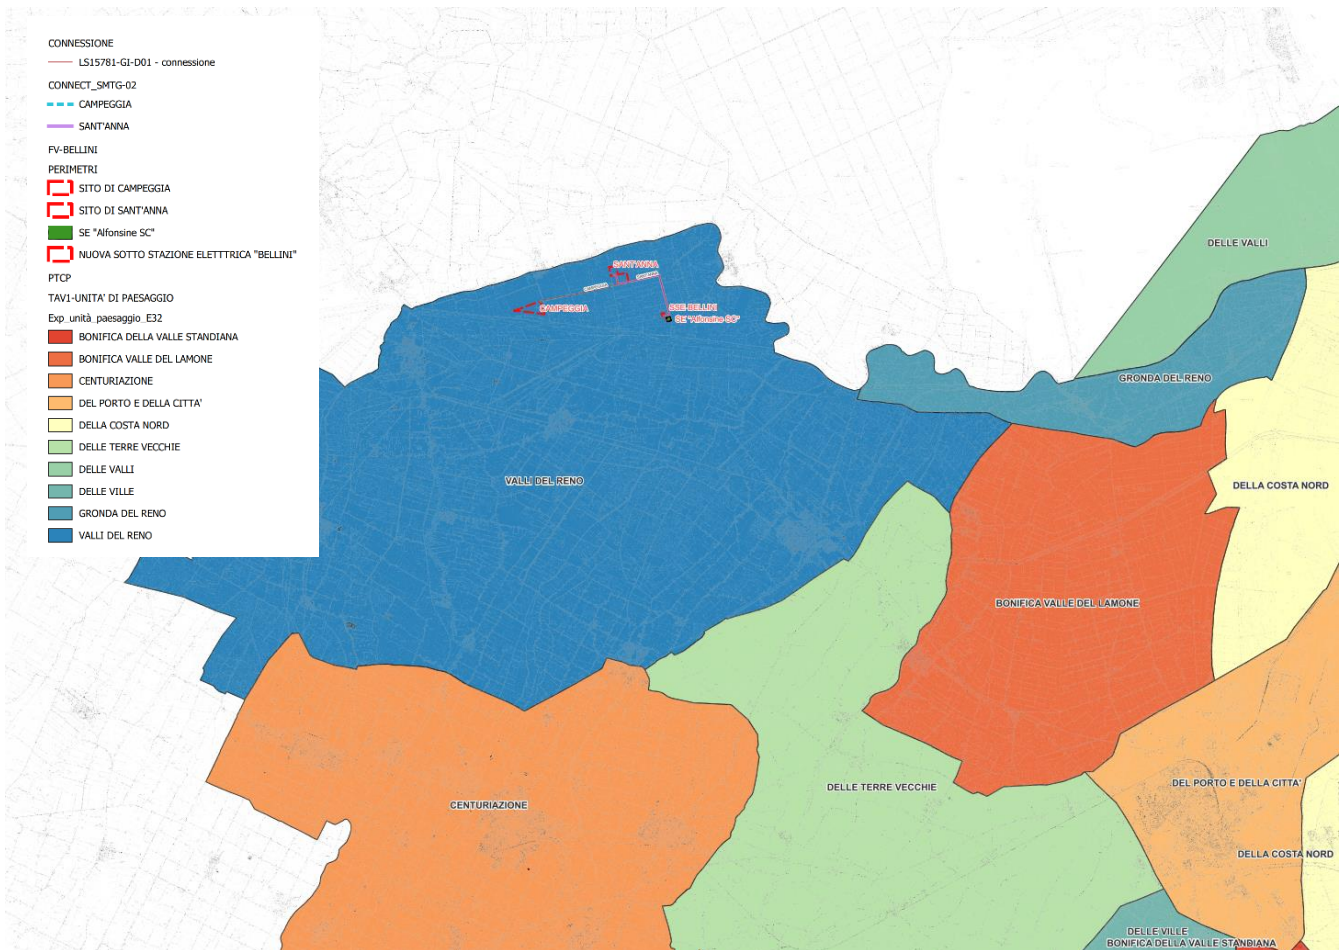 CONNESSIONE
LS15781-GI-D01 - connessione
CONNECT_SMTG-02
CAMPEGGIA
SANT'ANNA
FV-BELLINI
PERIMETRI
SITO DI CAMPEGGIA
SITO DI SANT'ANNA
SE "Alfonsine SC"
NUOVA SOTTO STAZIONE ELETTTRICA "BELLINI"
PTCP
TAV1-UNITA' DI PAESAGGIO
Exp_unità_paesaggio_E32
BONIFICA DELLA VALLE STANDIANA
BONIFICA VALLE DEL LAMONE
CENTURIAZIONE
DEL PORTO E DELLA CITTA'
DELLA COSTA NORD
DELLE TERRE VECCHIE
DELLE VALLI
DELLE VILLE
GRONDA DEL RENO
VALLI DEL RENO
DELLE VALLI
SANT'ANNA
SANT'ANNA
CAMPEGGIA
CAMPEGGIA
SSE BELLINI
SE "Alfonsine SC"
GRONDA DEL RENO
VALLI DEL RENO
DELLA COSTA NORD
BONIFICA VALLE DEL LAMONE
DELLE TERRE VECCHIE
DEL PORTO E DELLA CITTA'
CENTURIAZIONE
DELLA COSTA NORD
DELLE VILLE
BONIFICA DELLA VALLE STANDIANA